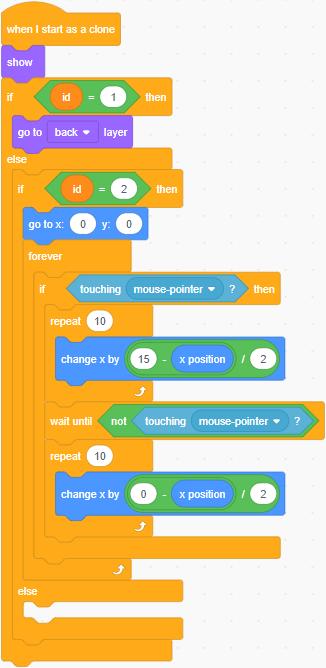 when I start as a clone
show
if id = 1 then
go to back layer
else
if id = 2 then
go to x: 0 y: 0
forever
if touching mouse-pointer ? then
repeat 10
change x by 15 - x position / 2
wait until not touching mouse-pointer ?
repeat 10
change x by 0 - x position / 2
else